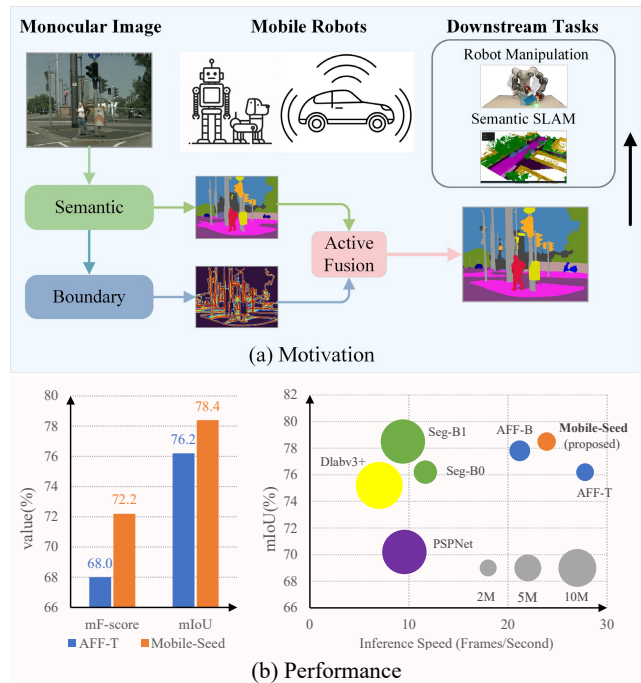 Monocular Image
Mobile Robots
Downstream Tasks
Robot Manipulation
Semantic SLAM
Semantic
Boundary
Active
Fusion
(a) Motivation
80
78
76
74
72
70
68
66
value(%)
68.0
72.2
76.2
78.4
mF-score
mIoU
AFF-T
Mobile-Seed
82
80
78
76
74
72
70
68
66
mIoU(%)
Seg-B1
Seg-B0
Dlabv3+
PSPNet
AFF-B
Mobile-Seed
(proposed)
AFF-T
2M
5M
10M
0
10
20
30
Inference Speed (Frames/Second)
(b) Performance